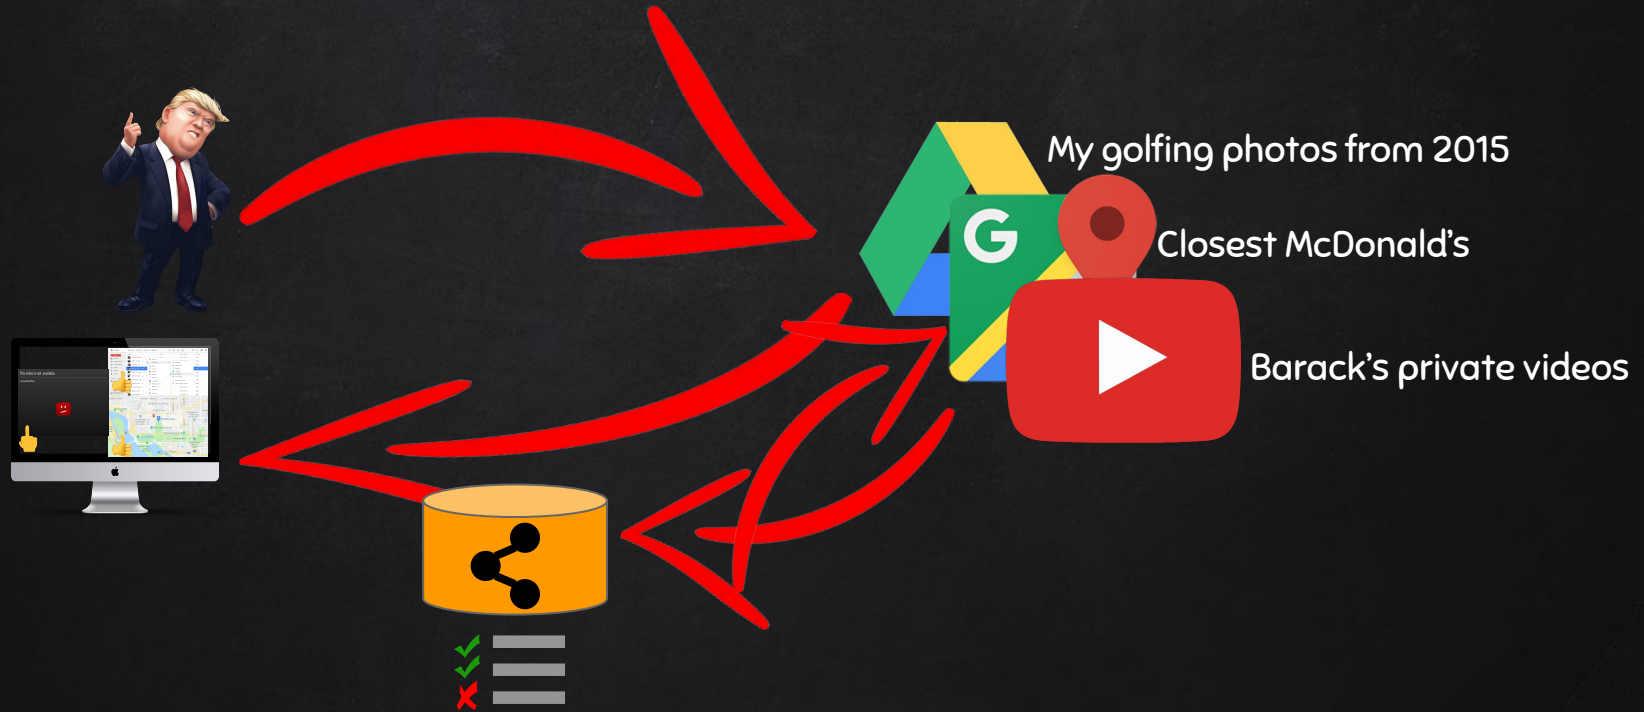 My golfing photos from 2015
G
Closest McDonald's
Barack's private videos